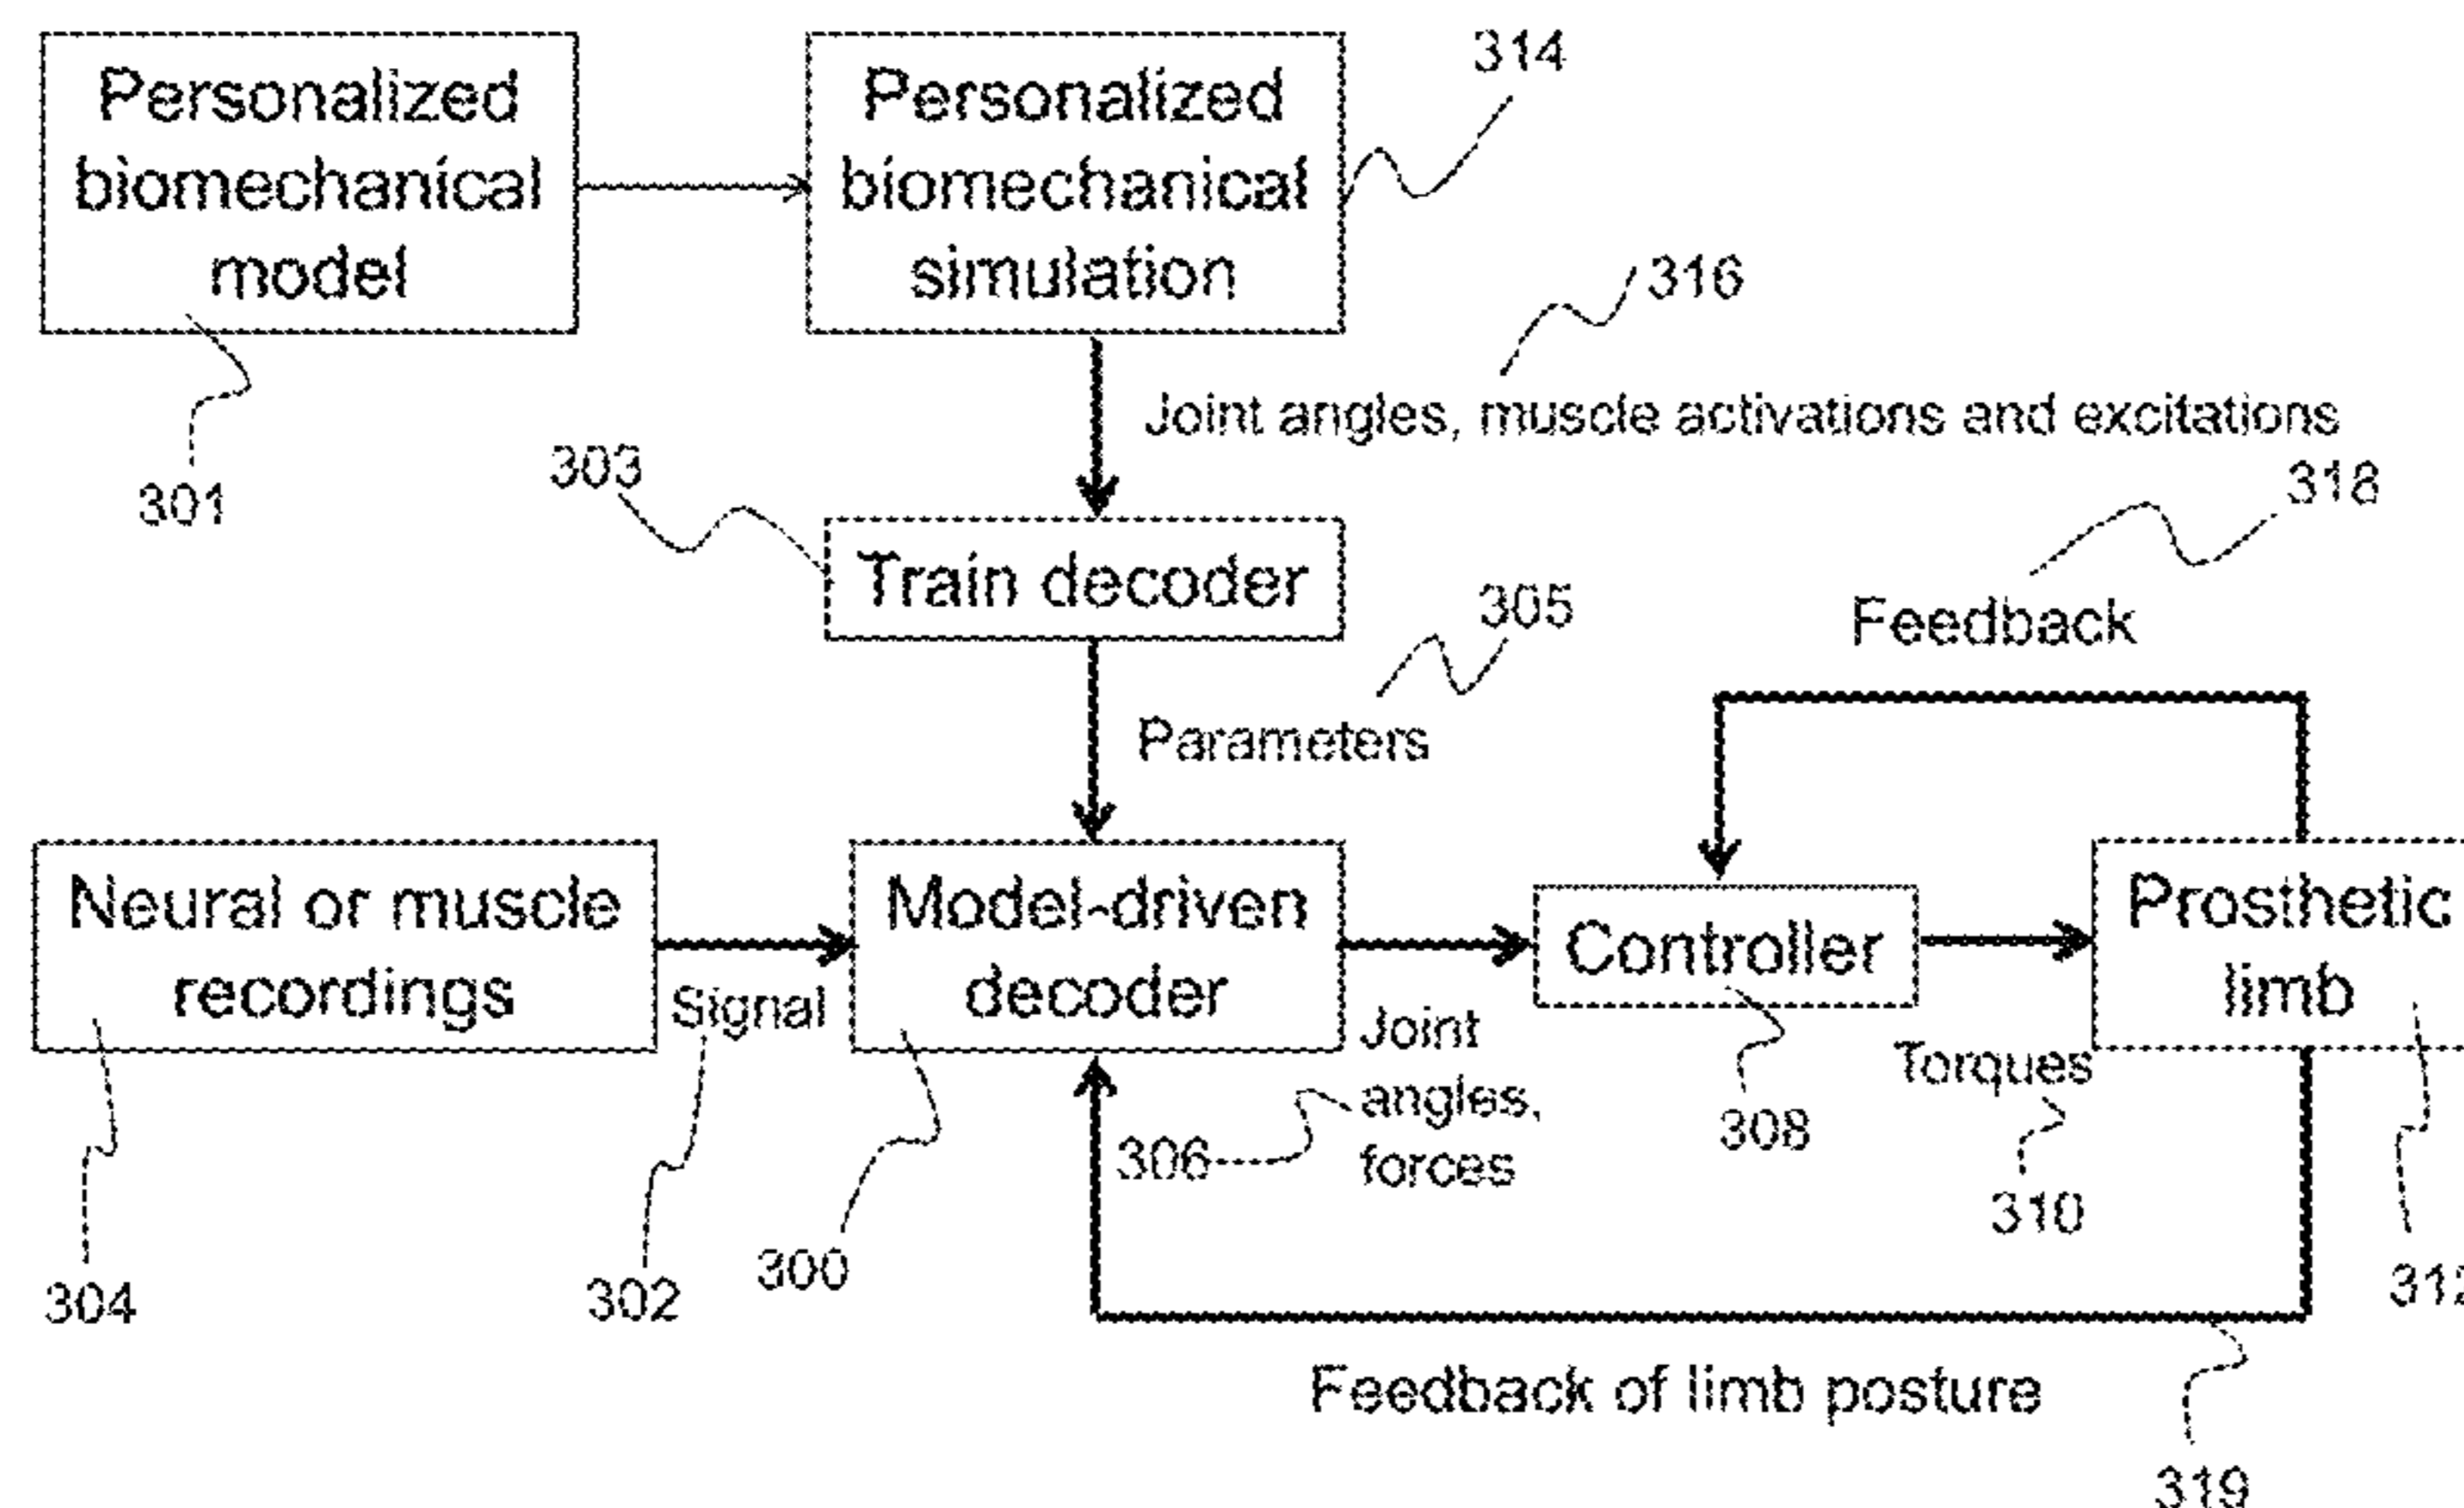 Personalized
biomechanical
model
Personalized
biomechanical
simulation
314
316
Joint angles, muscle activations and excitations
301
303
318
Train decoder
305
Feedback
Parameters
Neural or muscle
recordings
Signal
Model-driven
decoder
Joint
angles,
forces
Controller
Torques
Prosthetic
limb
304
302
300
306
308
310
312
Feedback of limb posture
319